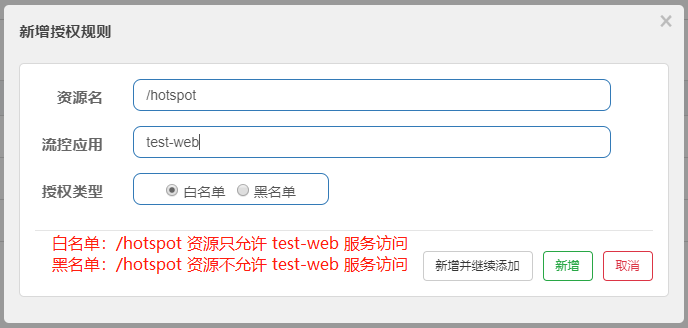 新增授权规则
×
资源名 /hotspot
流控应用 test-web
授权类型 白名单 黑名单
白名单：/hotspot 资源只允许 test-web 服务访问
黑名单：/hotspot 资源不允许 test-web 服务访问
新增并继续添加 新增 取消